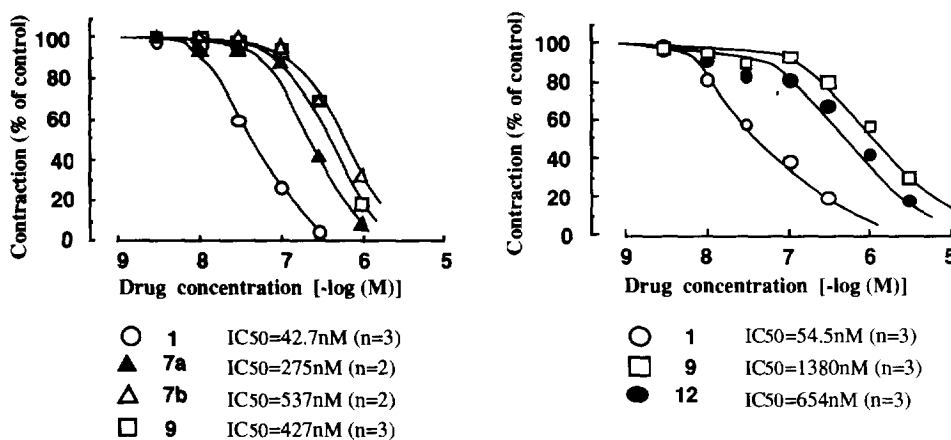 Contraction (% of control)
100
80
60
40
20
0
9 8 7 6 5
Drug concentration [-log (M)]
1 IC50=42.7nM (n=3)
7a IC50=275nM (n=2)
7b IC50=537nM (n=2)
9 IC50=427nM (n=3)
Contraction (% of control)
100
80
60
40
20
0
9 8 7 6 5
Drug concentration [-log (M)]
1 IC50=54.5nM (n=3)
9 IC50=1380nM (n=3)
12 IC50=654nM (n=3)